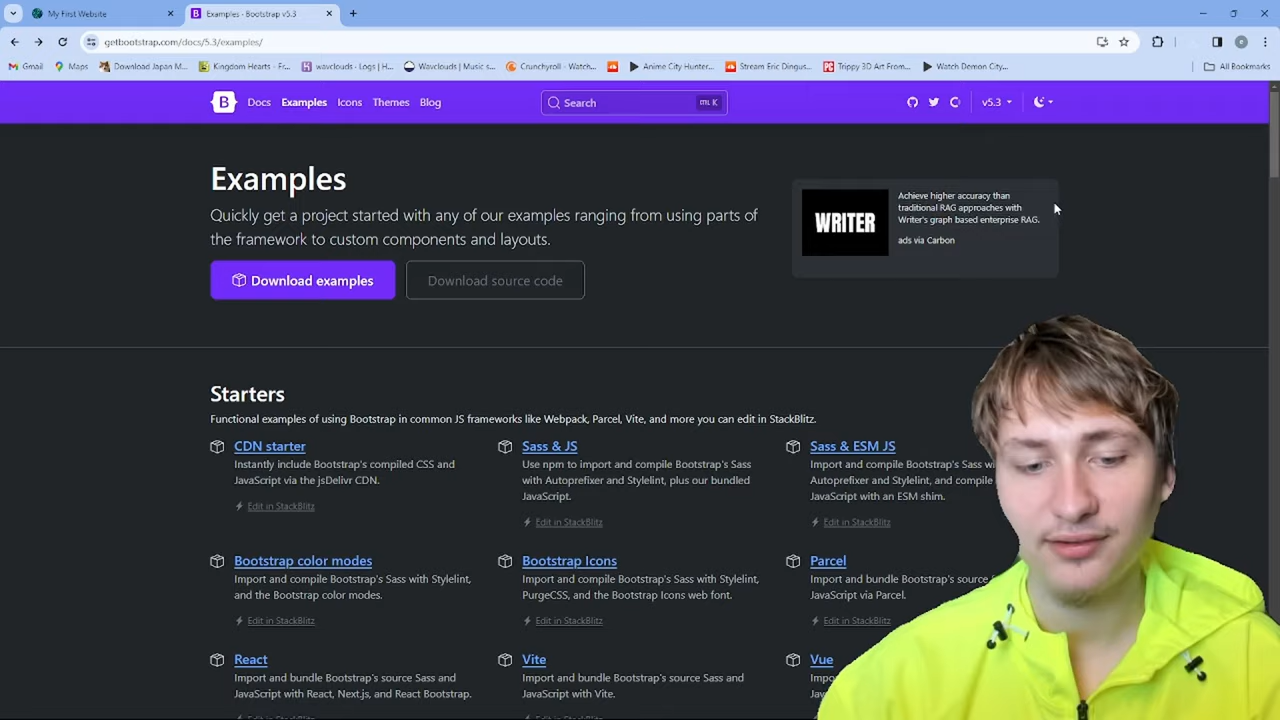 My First Website
Examples · Bootstrap v5.3
getbootstrap.com/docs/5.3/examples/
Gmail
Maps
Download Japan M...
Kingdom Hearts - Fr...
wavclouds - Logs | H...
Wavclouds | Music s...
Crunchyroll - Watch...
Anime City Hunter...
Stream Eric Dingus...
Trippy 3D Art From...
Watch Demon City...
All Bookmarks
B
Docs
Examples
Icons
Themes
Blog
Search
K
v5.3
Examples
Quickly get a project started with any of our examples ranging from using parts of
the framework to custom components and layouts.
Download examples
Download source code
WRITER
Achieve higher accuracy than
traditional RAG approaches with
Writer's graph based enterprise RAG.
ads via Carbon
Starters
Functional examples of using Bootstrap in common JS frameworks like Webpack, Parcel, Vite, and more you can edit in StackBlitz.
CDN starter
Instantly include Bootstrap's compiled CSS and
JavaScript via the jsDelivr CDN.
Edit in StackBlitz
Sass & JS
Use npm to import and compile Bootstrap's Sass
with Autoprefixer and Stylelint, plus our bundled
JavaScript.
Edit in StackBlitz
Sass & ESM JS
Import and compile Bootstrap's Sass
Autoprefixer and Stylelint, and compile
JavaScript with an ESM shim.
Edit in StackBlitz
Bootstrap color modes
Import and compile Bootstrap's Sass with Stylelint,
and the Bootstrap color modes.
Edit in StackBlitz
Bootstrap Icons
Import and compile Bootstrap's Sass with Stylelint,
PurgeCSS, and the Bootstrap Icons web font.
Edit in StackBlitz
Parcel
Import and bundle Bootstrap's source
JavaScript via Parcel.
Edit in StackBlitz
React
Import and bundle Bootstrap's source Sass and
JavaScript with React, Next.js, and React Bootstrap.
Vite
Import and bundle Bootstrap's source Sass and
JavaScript with Vite.
Vue
Import and bundle
JavaScript with Vue